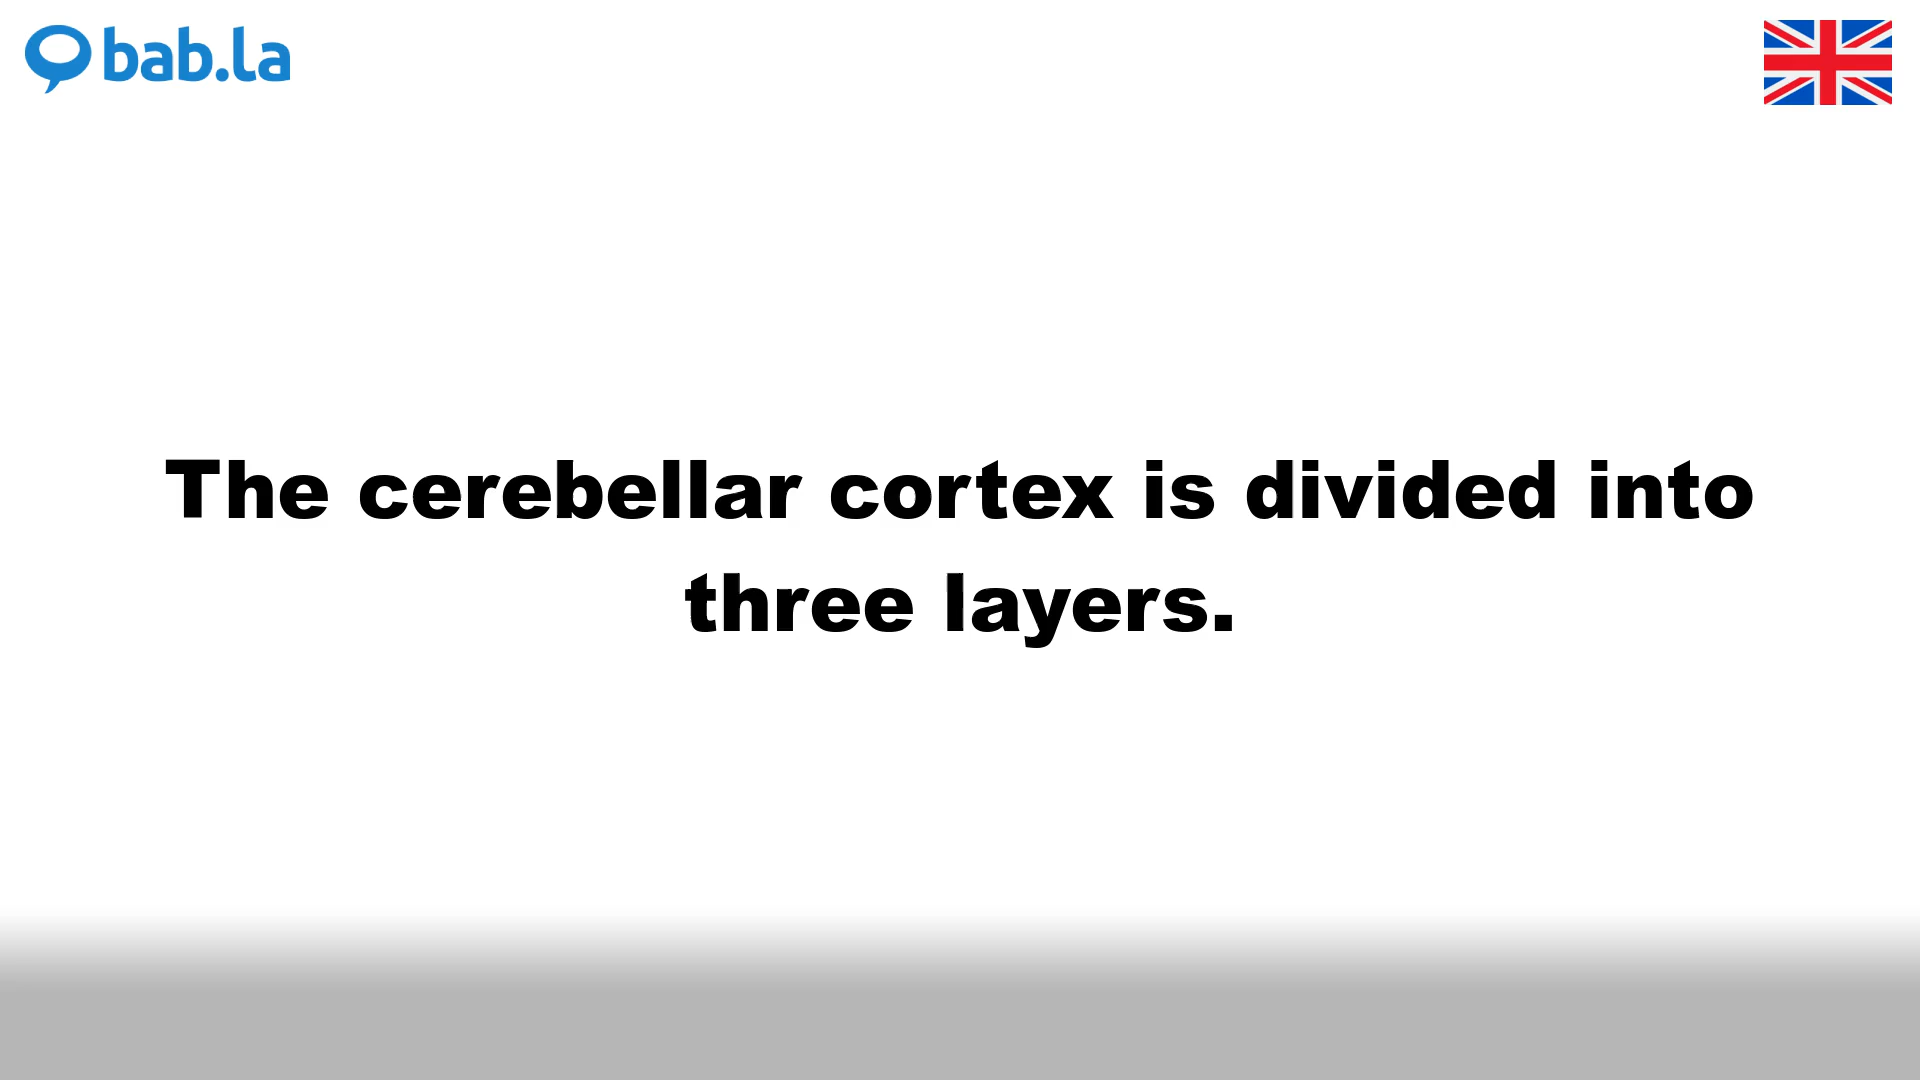 bab.la
The cerebellar cortex is divided into
three layers.